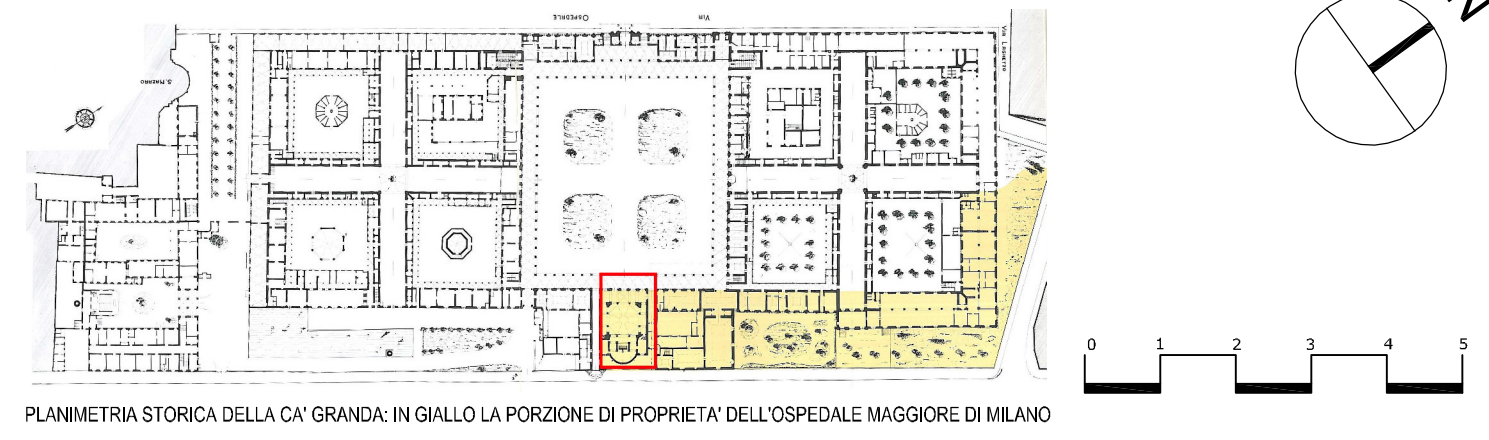 OSPEDALE VIA
VIA LAGHETTO
S. NAZARO
N
0 1 2 3 4 5
PLANIMETRIA STORICA DELLA CA' GRANDA: IN GIALLO LA PORZIONE DI PROPRIETA' DELL'OSPEDALE MAGGIORE DI MILANO